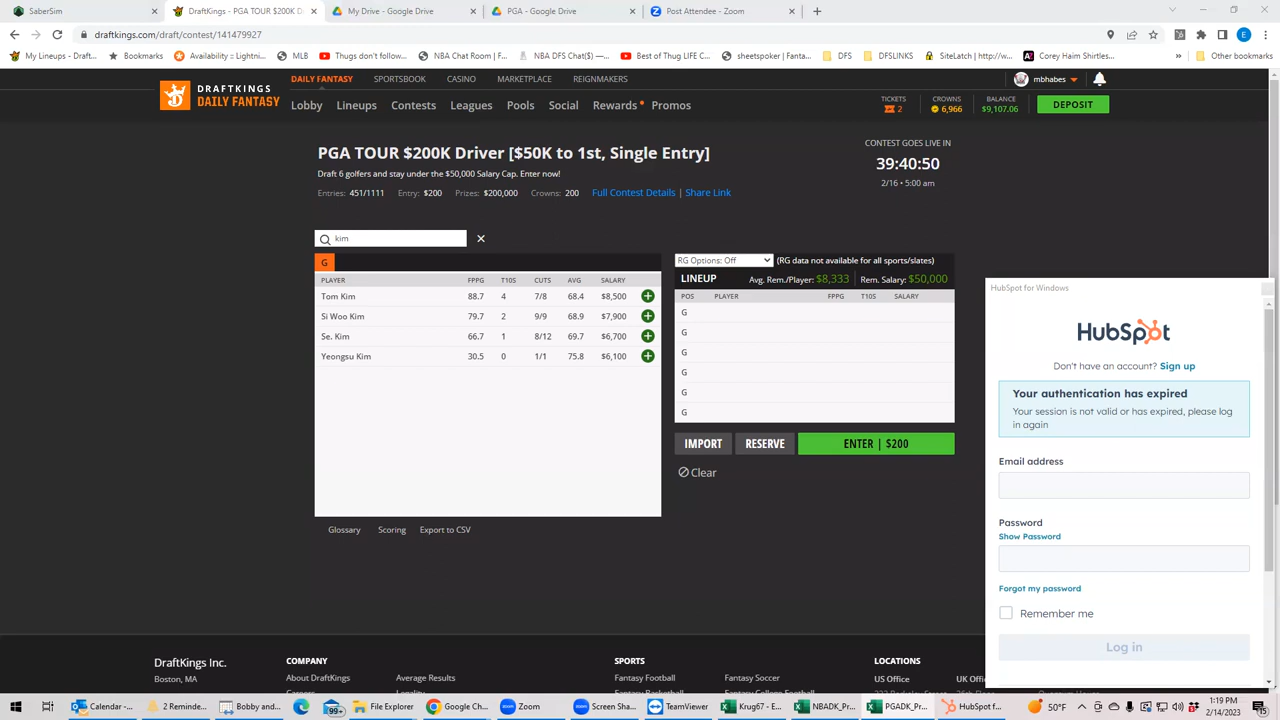 SaberSim
DraftKings - PGA TOUR $200K D
My Drive - Google Drive
PGA - Google Drive
Post Attendee - Zoom
draftkings.com/draft/contest/141479927
My Lineups - Draf...
Bookmarks
Availability :: Lightni...
MLB
Thugs don't follow...
NBA Chat Room | ...
NBA DFS Chat($) —...
Best of Thug LIFE C...
sheetspoker | Fanta...
DFS
DFSLINKS
SiteLatch | http://w...
Corey Haim Shirtles...
»
Other bookmarks
DAILY FANTASY
SPORTSBOOK
CASINO
MARKETPLACE
REIGNMAKERS
mbhabes
DRAFTKINGS
DAILY FANTASY
Lobby
Lineups
Contests
Leagues
Pools
Social
Rewards
Promos
TICKETS
2
CROWNS
6,966
BALANCE
$9,107.06
DEPOSIT
PGA TOUR $200K Driver [$50K to 1st, Single Entry]
Draft 6 golfers and stay under the $50,000 Salary Cap. Enter now!
Entries: 451/1111 Entry: $200 Prizes: $200,000 Crowns: 200 Full Contest Details | Share Link
CONTEST GOES LIVE IN
39:40:50
2/16 • 5:00 am
kim
G
PLAYER FPPG T10S CUTS AVG SALARY
Tom Kim 88.7 4 7/8 68.4 $8,500
Si Woo Kim 79.7 2 9/9 68.9 $7,900
Se. Kim 66.7 1 8/12 69.7 $6,700
Yeongsu Kim 30.5 0 1/1 75.8 $6,100
RG Options: Off (RG data not available for all sports/slates)
LINEUP Avg. Rem./Player: $8,333 Rem. Salary: $50,000
POS PLAYER FPPG T10S SALARY
G
G
G
G
G
G
IMPORT
RESERVE
ENTER | $200
Clear
Glossary
Scoring
Export to CSV
HubSpot for Windows
HubSpot
Don't have an account? Sign up
Your authentication has expired
Your session is not valid or has expired, please log
in again
Email address
Password
Show Password
Forgot my password
Remember me
Log in
DraftKings Inc.
Boston, MA
COMPANY
About DraftKings
Average Results
SPORTS
Fantasy Football
Fantasy Soccer
LOCATIONS
US Office
UK Offi
Calendar -...
2 Reminde...
Bobby and...
99+
File Explorer
Google Ch...
Zoom
Screen Sha...
TeamViewer
Krug67 - E...
NBADK_Pr...
PGADK_Pr...
HubSpot f...
50°F
1:19 PM
2/14/2023
15